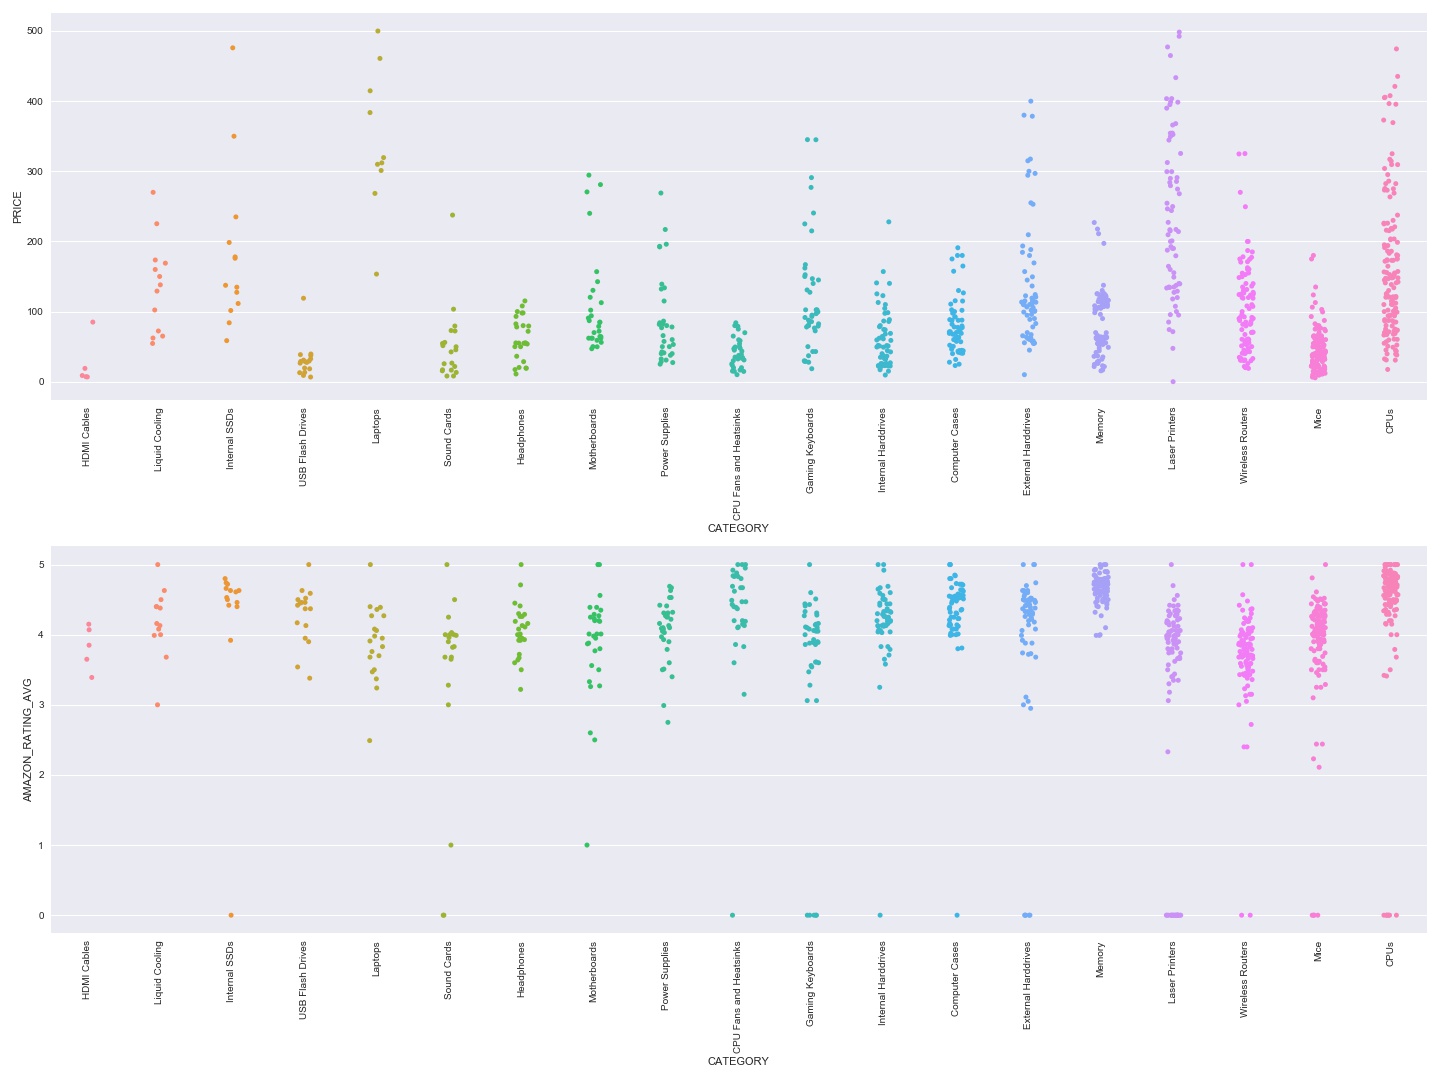 500
400
300
200
100
0
PRICE
HDMI Cables
Liquid Cooling
Internal SSDs
USB Flash Drives
Laptops
Sound Cards
Headphones
Motherboards
Power Supplies
CPU Fans and Heatsinks
Gaming Keyboards
Internal Harddrives
Computer Cases
External Harddrives
Memory
Laser Printers
Wireless Routers
Mice
CPUs
CATEGORY
5
4
3
2
1
0
AMAZON_RATING_AVG
HDMI Cables
Liquid Cooling
Internal SSDs
USB Flash Drives
Laptops
Sound Cards
Headphones
Motherboards
Power Supplies
CPU Fans and Heatsinks
Gaming Keyboards
Internal Harddrives
Computer Cases
External Harddrives
Memory
Laser Printers
Wireless Routers
Mice
CPUs
CATEGORY